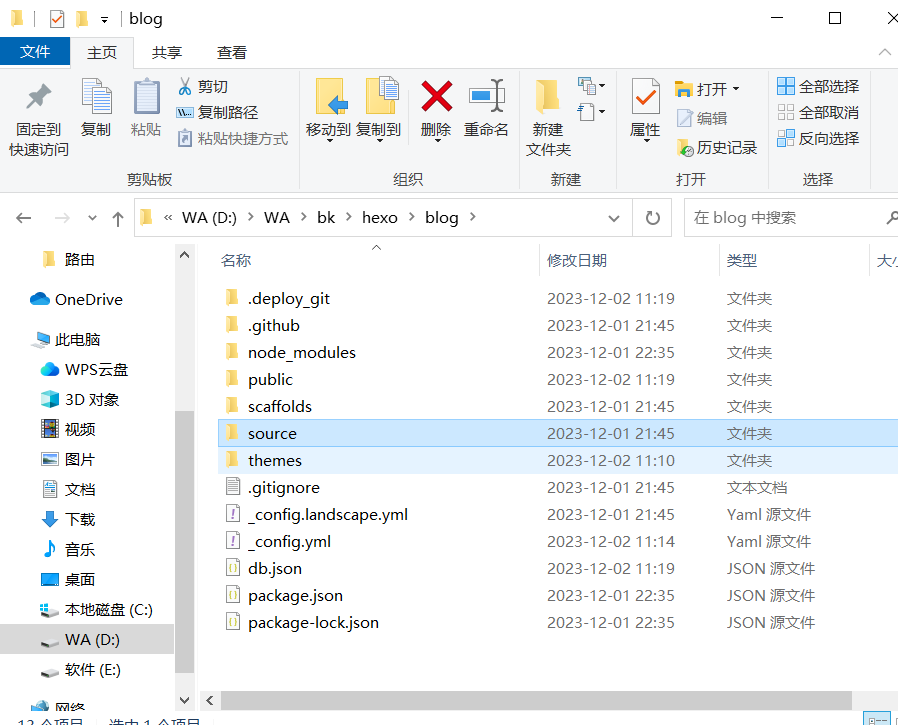 blog
文件 主页 共享 查看
固定到
快速访问
复制
粘贴
剪切
复制路径
粘贴快捷方式
剪贴板
移动到
复制到
删除
重命名
组织
新建
文件夹
新建
属性
打开
编辑
历史记录
打开
全部选择
全部取消
反向选择
选择
« WA (D:) > WA > bk > hexo > blog >
在 blog 中搜索
路由
OneDrive
此电脑
WPS云盘
3D 对象
视频
图片
文档
下载
音乐
桌面
本地磁盘 (C:)
WA (D:)
软件 (E:)
网络
名称 修改日期 类型
.deploy_git 2023-12-02 11:19 文件夹
.github 2023-12-01 21:45 文件夹
node_modules 2023-12-01 22:35 文件夹
public 2023-12-02 11:19 文件夹
scaffolds 2023-12-01 21:45 文件夹
source 2023-12-01 21:45 文件夹
themes 2023-12-02 11:10 文件夹
.gitignore 2023-12-01 21:45 文本文档
_config.landscape.yml 2023-12-01 21:45 Yaml 源文件
_config.yml 2023-12-02 11:14 Yaml 源文件
db.json 2023-12-02 11:19 JSON 源文件
package.json 2023-12-01 22:35 JSON 源文件
package-lock.json 2023-12-01 22:35 JSON 源文件
13 个项目 选中 1 个项目